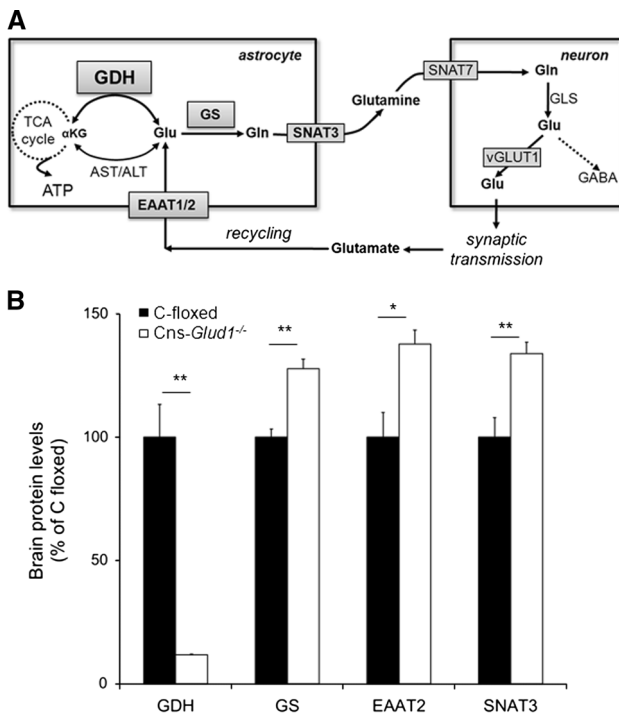 A
astrocyte
neuron
GDH
SNAT7
Gln
GLS
TCA
cycle
αKG
Glu
GS
Gln
SNAT3
Glutamine
Glu
AST/ALT
vGLUT1
GABA
ATP
EAAT1/2
Glu
recycling
Glutamate
synaptic
transmission
B
150
C-floxed
Cns-Glud1-/-
**
**
*
**
100
50
0
Brain protein levels
(% of C floxed)
GDH GS EAAT2 SNAT3